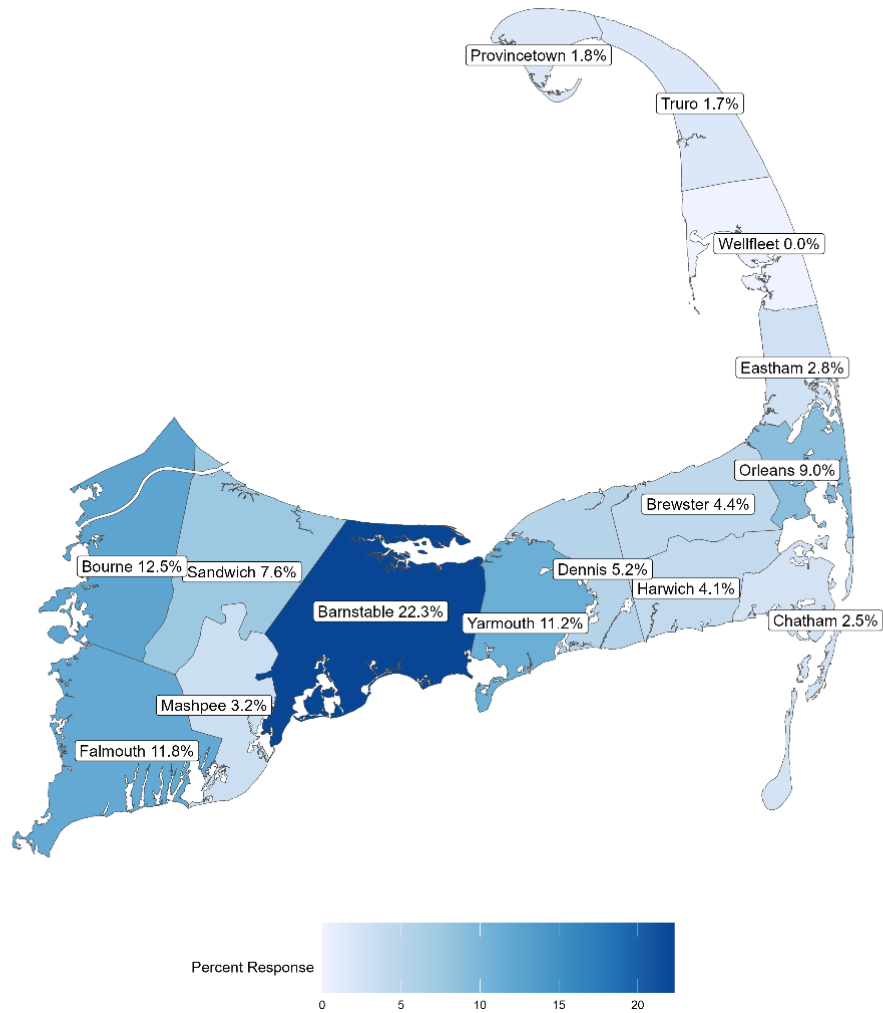 Provincetown 1.8%
Truro 1.7%
Wellfleet 0.0%
Eastham 2.8%
Orleans 9.0%
Brewster 4.4%
Bourne 12.5%
Sandwich 7.6%
Dennis 5.2%
Harwich 4.1%
Barnstable 22.3%
Yarmouth 11.2%
Chatham 2.5%
Mashpee 3.2%
Falmouth 11.8%
Percent Response
0 5 10 15 20